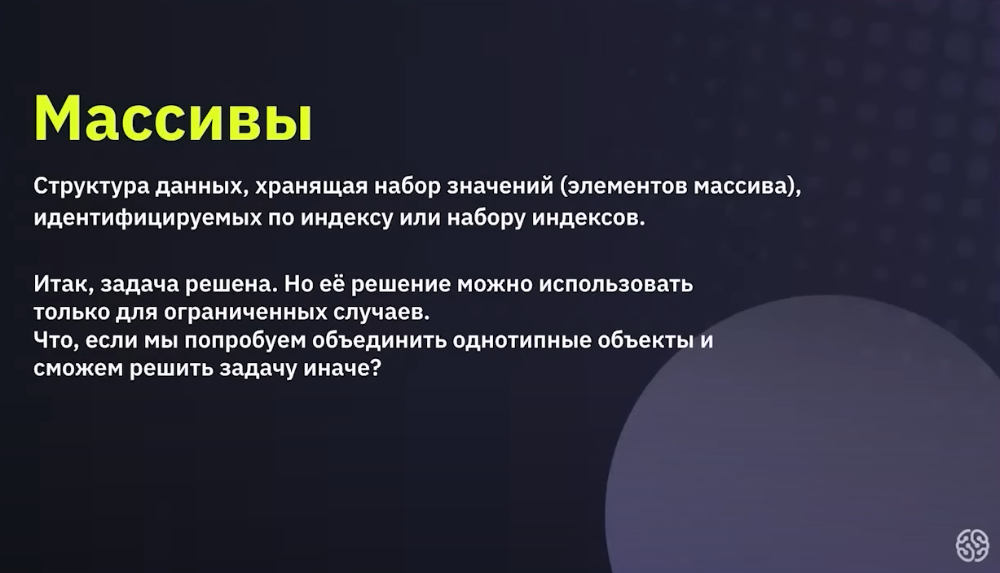 Массивы
Структура данных, хранящая набор значений (элементов массива),
идентифицируемых по индексу или набору индексов.
Итак, задача решена. Но её решение можно использовать
только для ограниченных случаев.
Что, если мы попробуем объединить однотипные объекты и
сможем решить задачу иначе?